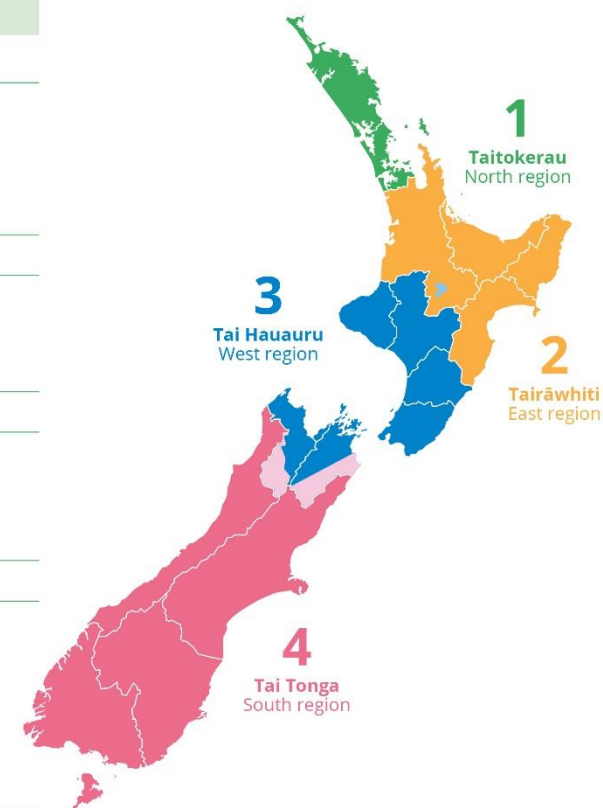 1
Taitokerau
North region
3
Tai Hauauru
West region
2
Tairāwhiti
East region
4
Tai Tonga
South region